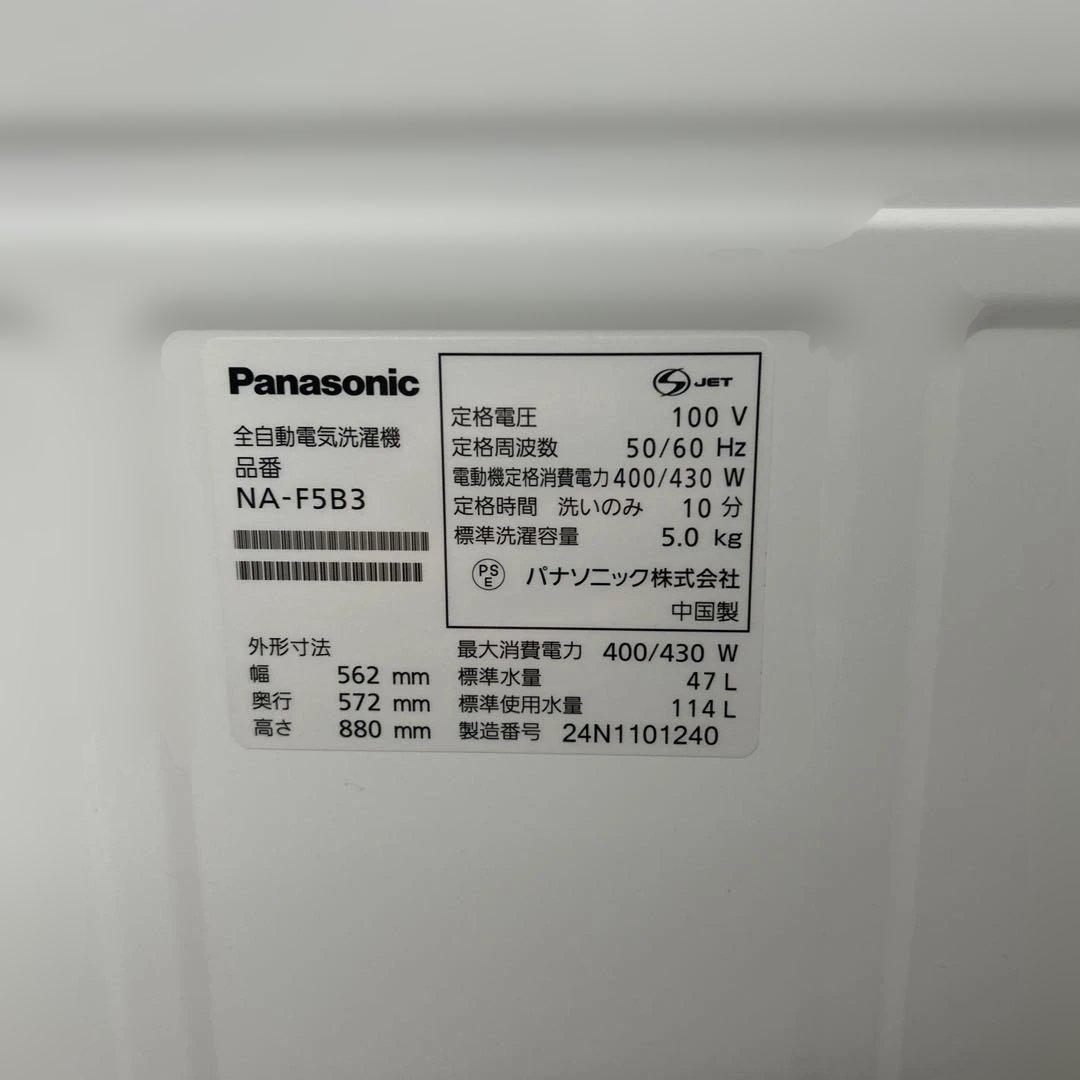 Panasonic
全自動電気洗濯機
品番
NA-F5B3
JET
定格電圧 100 V
定格周波数 50/60 Hz
電動機定格消費電力 400/430 W
定格時間 洗いのみ 10 分
標準洗濯容量 5.0 kg
PS
E
パナソニック株式会社
中国製
外形寸法
幅 562 mm
奥行 572 mm
高さ 880 mm
最大消費電力 400/430 W
標準水量 47 L
標準使用水量 114 L
製造番号 24N1101240